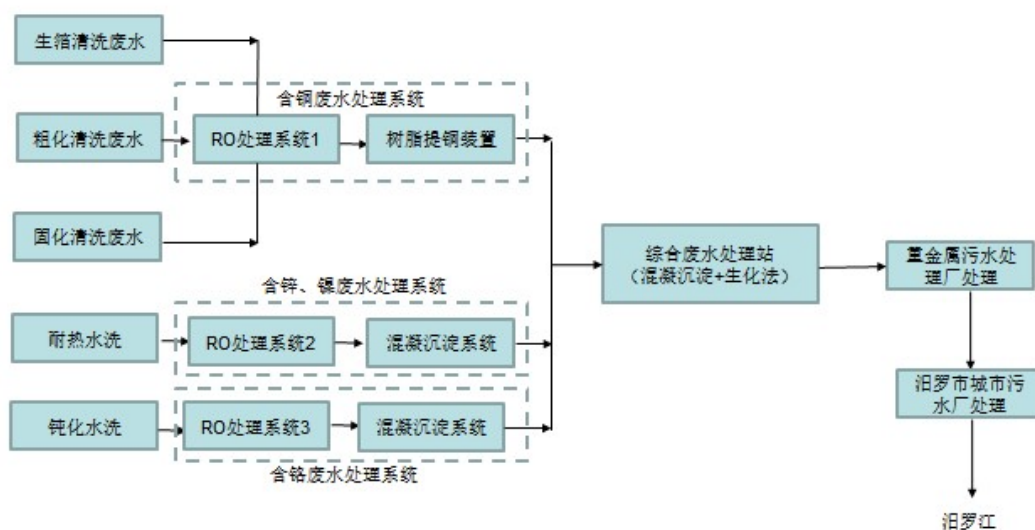 生箔清洗废水
含铜废水处理系统
粗化清洗废水
RO处理系统1
树脂提铜装置
固化清洗废水
综合废水处理站
（混凝沉淀+生化法）
重金属污水处
理厂处理
含锌、镍废水处理系统
耐热水洗
RO处理系统2
混凝沉淀系统
汨罗市城市污
水厂处理
钝化水洗
RO处理系统3
混凝沉淀系统
含铬废水处理系统
汨罗江